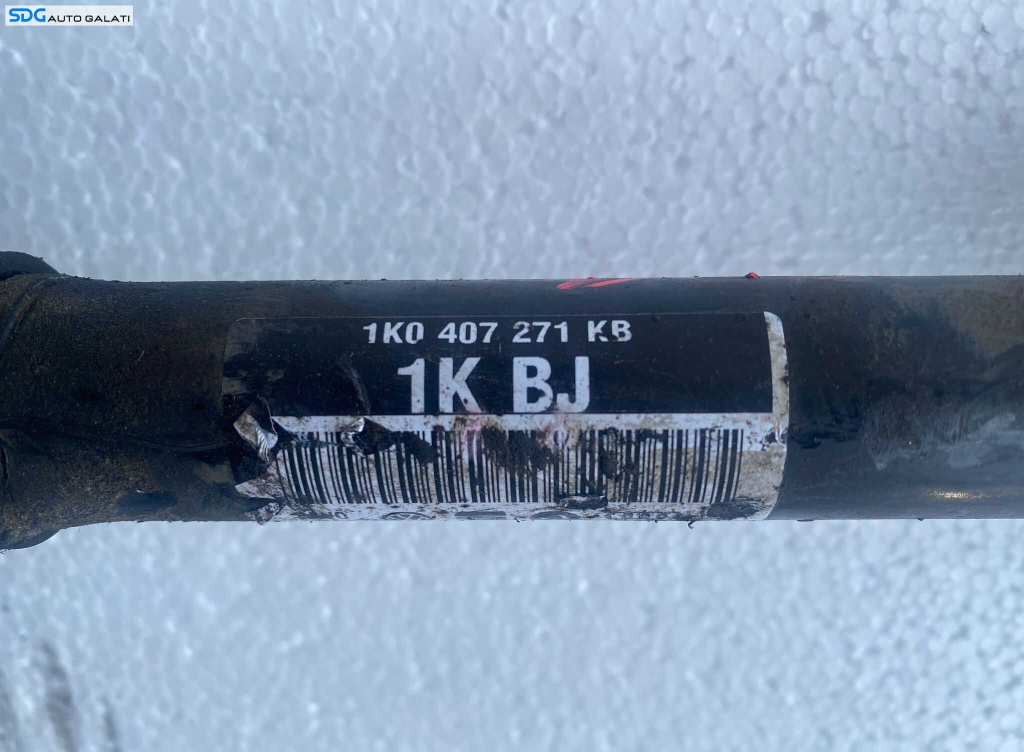 SDG AUTO GALATI
1K0 407 271 KB
1K BJ